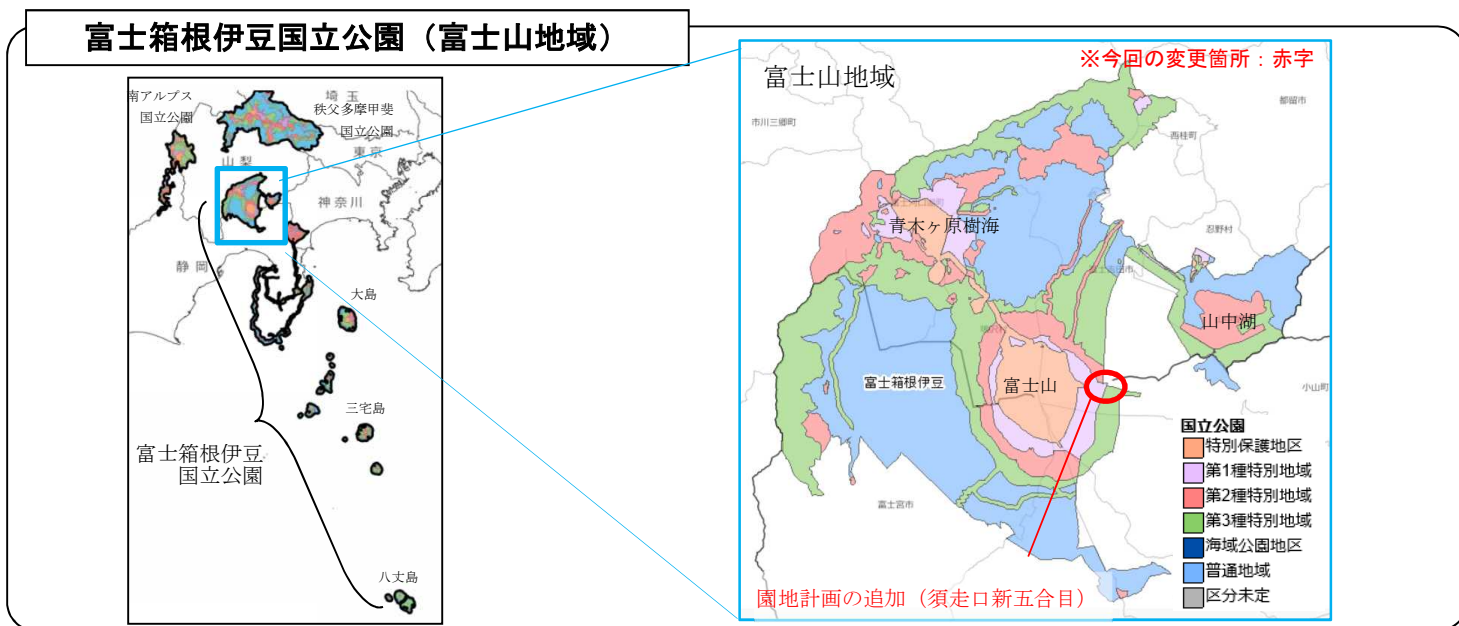 富士箱根伊豆国立公園（富士山地域）
南アルプス
国立公園
埼玉
秩父多摩甲斐
国立公園
山梨
東京
神奈川
静岡
大島
三宅島
富士箱根伊豆
国立公園
八丈島
※今回の変更箇所：赤字
富士山地域
都留市
市川三郷町
西桂町
青木ヶ原樹海
忍野村
富士吉田市
山中湖
鳴沢村
富士箱根伊豆
富士山
小山町
富士宮市
国立公園
特別保護地区
第1種特別地域
第2種特別地域
第3種特別地域
海域公園地区
普通地域
区分未定
園地計画の追加（須走口新五合目）